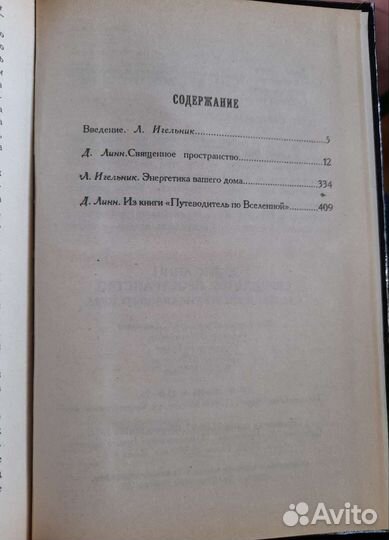 СОДЕРЖАНИЕ
Введение. Л. Игельник 5
Д. Линн. Священное пространство 12
Л. Игельник. Энергетика вашего дома 334
Д. Линн. Из книги «Путеводитель по Вселенной» 409
Avito